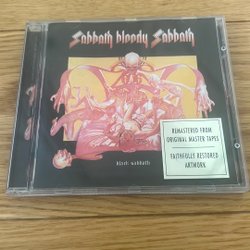 Sabbath bloody Sabbath
black sabbath
REMASTERED FROM
ORIGINAL MASTER TAPES
FAITHFULLY RESTORED
ARTWORK